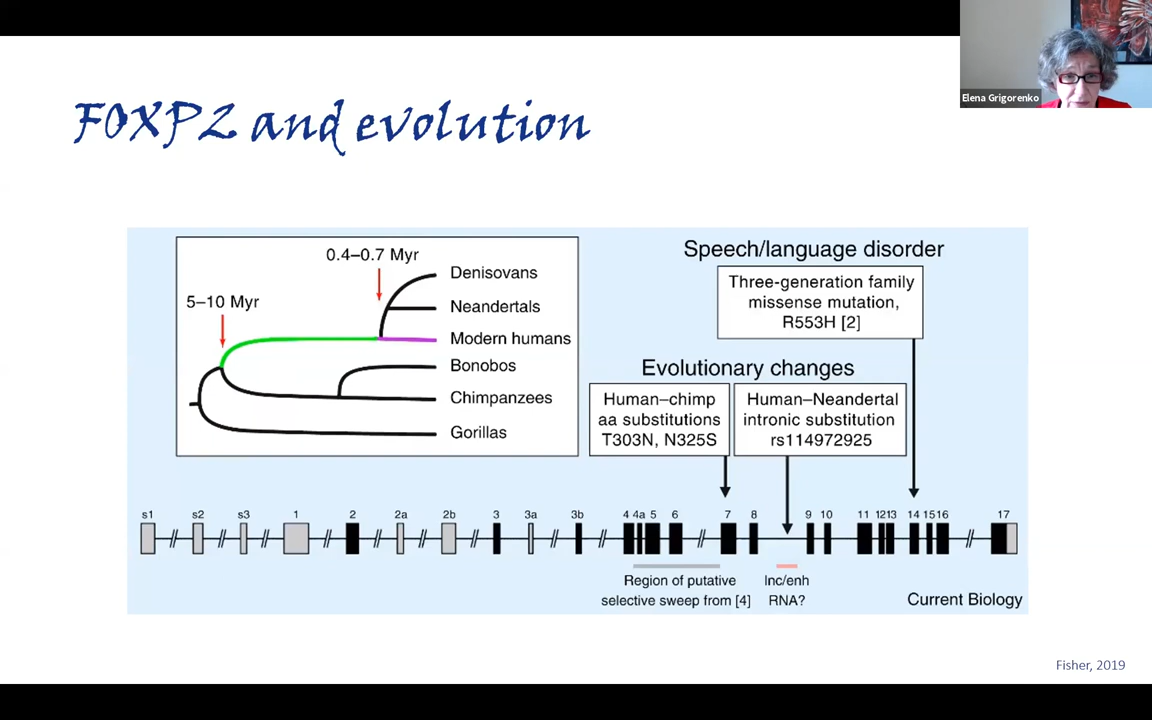 Elena Grigorenko
FOXP2 and evolution
0.4–0.7 Myr
5–10 Myr
Denisovans
Neandertals
Modern humans
Bonobos
Chimpanzees
Gorillas
Speech/language disorder
Three-generation family
missense mutation,
R553H [2]
Evolutionary changes
Human–chimp
aa substitutions
T303N, N325S
Human–Neandertal
intronic substitution
rs114972925
s1 s2 s3 1 2 2a 2b 3 3a 3b 4 4a 5 6 7 8 9 10 11 12 13 14 15 16 17
Region of putative
selective sweep from [4]
lnc/enh
RNA?
Current Biology
Fisher, 2019